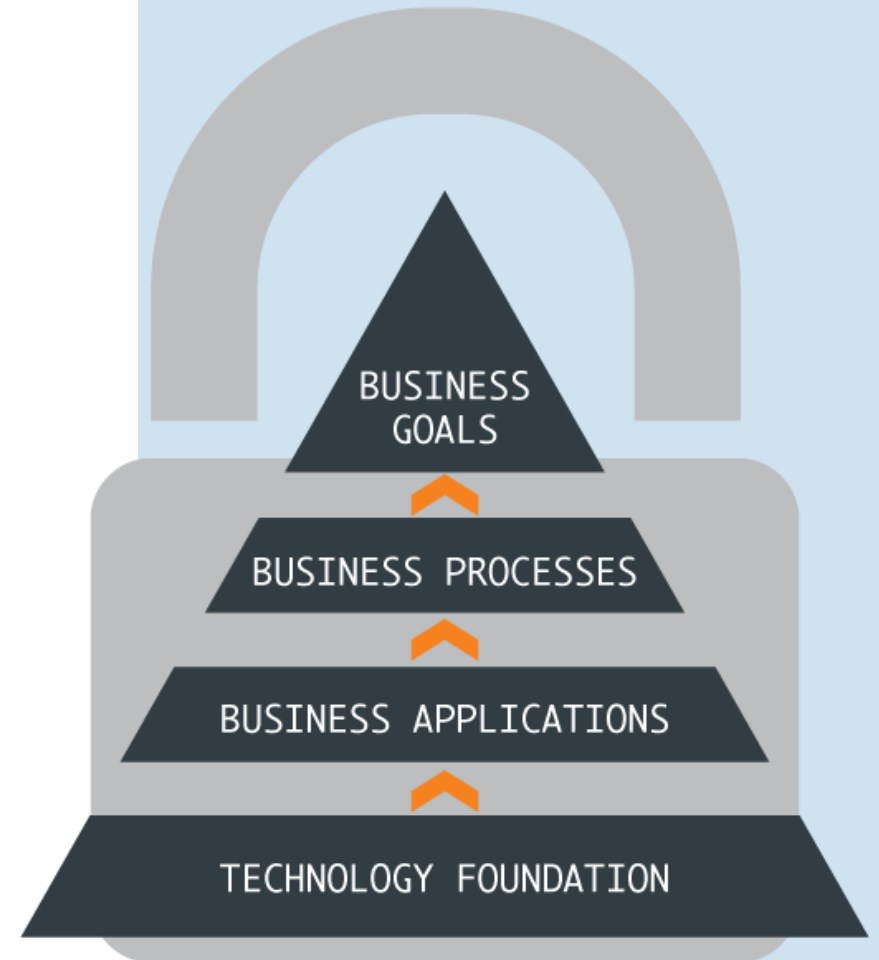 BUSINESS
GOALS
BUSINESS PROCESSES
BUSINESS APPLICATIONS
TECHNOLOGY FOUNDATION